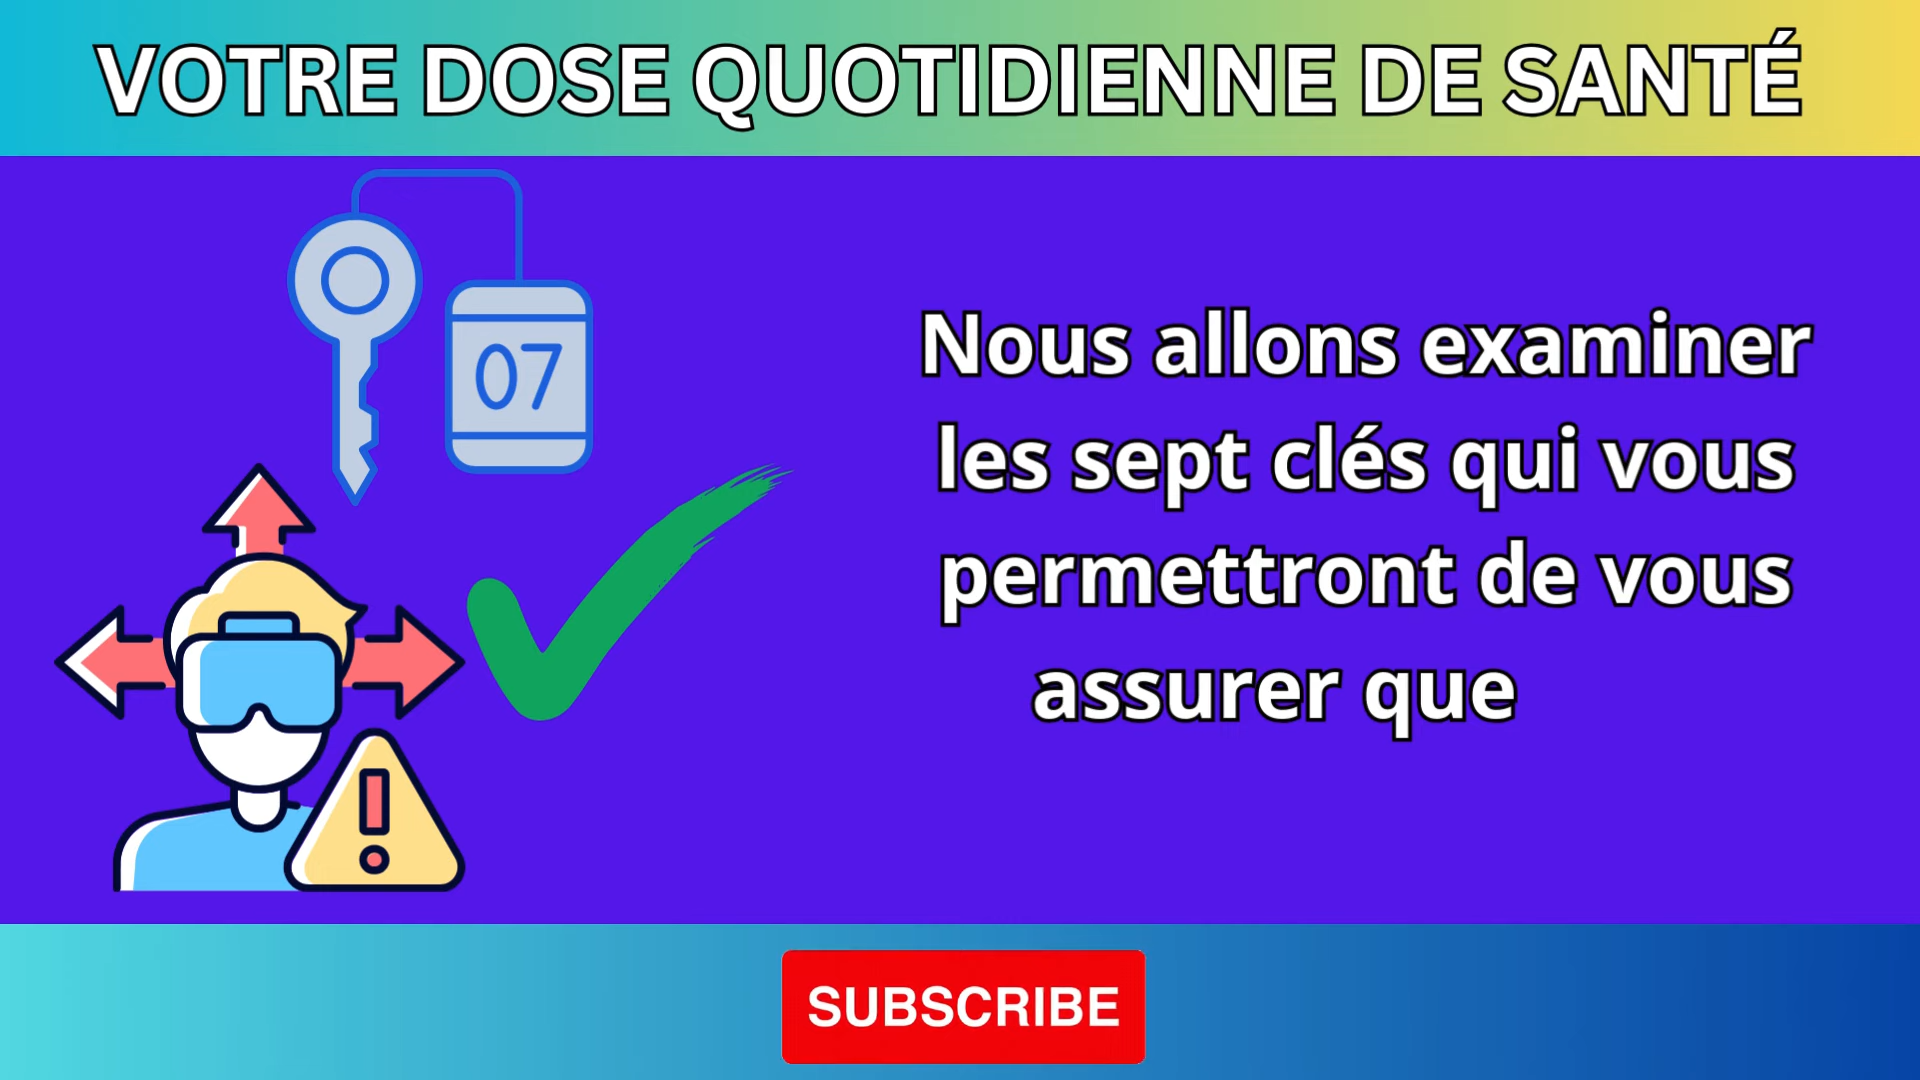 VOTRE DOSE QUOTIDIENNE DE SANTÉ
07
Nous allons examiner
les sept clés qui vous
permettront de vous
assurer que
SUBSCRIBE